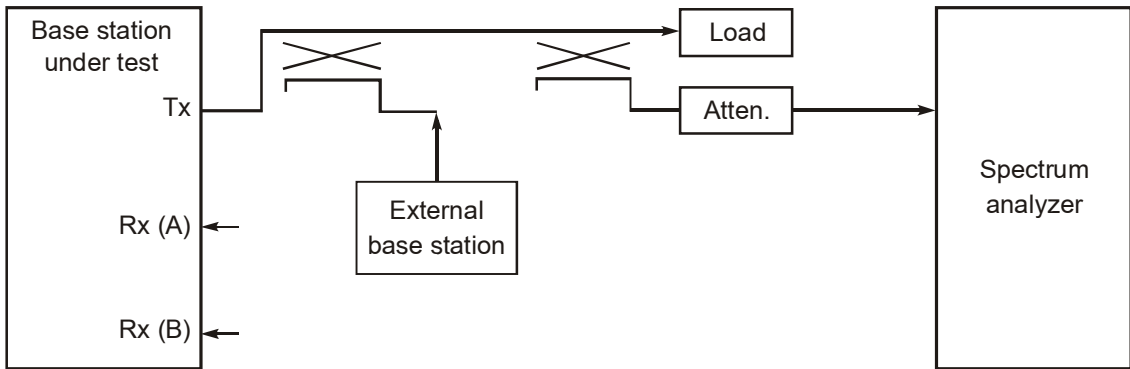 Base station
under test
Tx
Rx (A)
Rx (B)
External
base station
Load
Atten.
Spectrum
analyzer